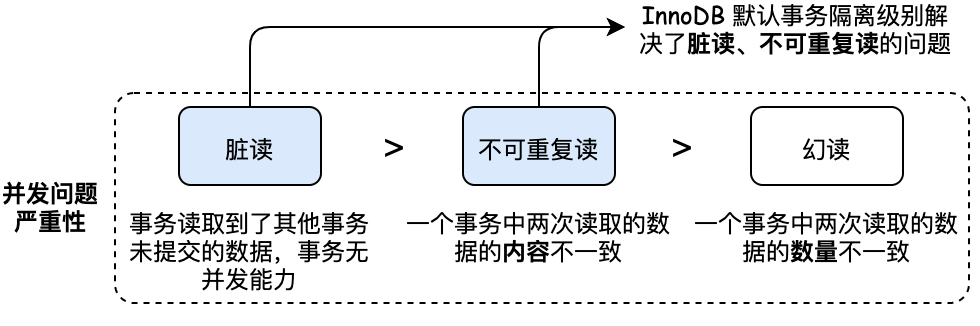 InnoDB 默认事务隔离级别解
决了脏读、不可重复读的问题
并发问题
严重性
脏读
>
不可重复读
>
幻读
事务读取到了其他事务
未提交的数据，事务无
并发能力
一个事务中两次读取的数
据的内容不一致
一个事务中两次读取的数
据的数量不一致